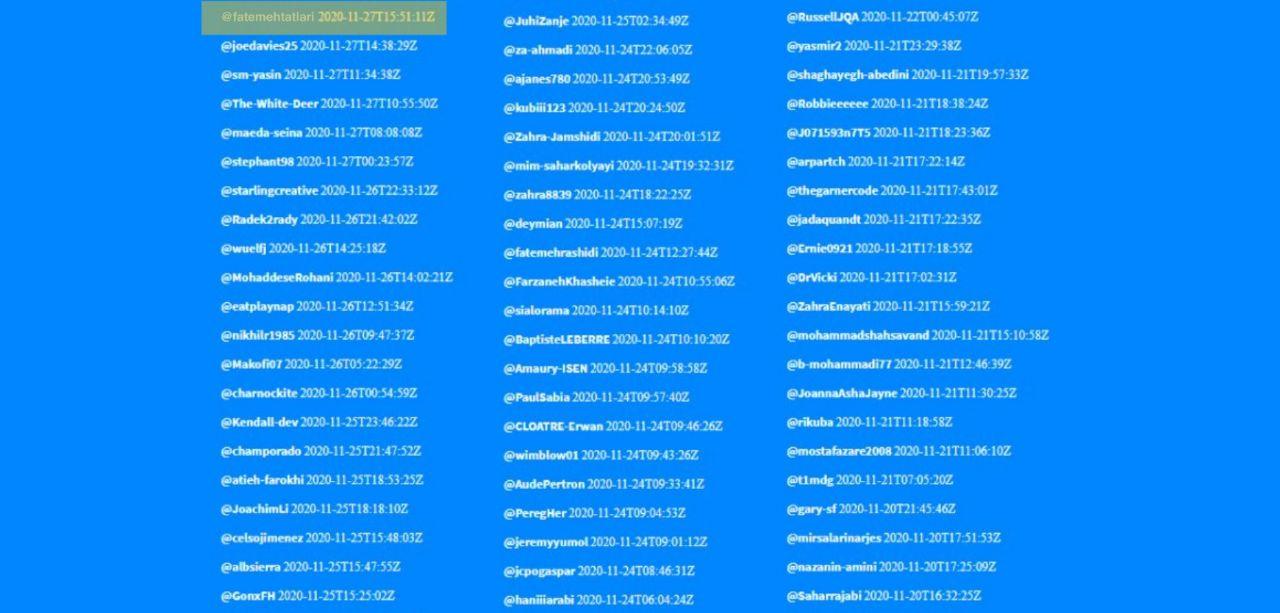 @fatemehtatlari 2020-11-27T15:51:11Z
@joedavies25 2020-11-27T14:38:29Z
@sm-yasin 2020-11-27T11:34:38Z
@The-White-Deer 2020-11-27T10:55:50Z
@maeda-seina 2020-11-27T08:08:08Z
@stephant98 2020-11-27T00:23:57Z
@starlingcreative 2020-11-26T22:33:12Z
@Radek2rady 2020-11-26T21:42:02Z
@wuelfj 2020-11-26T14:25:18Z
@MohaddeseRohani 2020-11-26T14:02:21Z
@eatplaynap 2020-11-26T12:51:34Z
@nikhilr1985 2020-11-26T09:47:37Z
@Makofi07 2020-11-26T05:22:29Z
@charnockite 2020-11-26T00:54:59Z
@Kendall-dev 2020-11-25T23:46:22Z
@champorado 2020-11-25T21:47:52Z
@atieh-farokhi 2020-11-25T18:53:25Z
@JoachimLi 2020-11-25T18:18:10Z
@celsojimenez 2020-11-25T15:48:03Z
@albsierra 2020-11-25T15:47:55Z
@GonxFH 2020-11-25T15:25:02Z
@JuhiZanje 2020-11-25T02:34:49Z
@za-ahmadi 2020-11-24T22:06:05Z
@ajanes780 2020-11-24T20:53:49Z
@kubiii123 2020-11-24T20:24:50Z
@Zahra-Jamshidi 2020-11-24T20:01:51Z
@mim-saharkolyayi 2020-11-24T19:32:31Z
@zahra8839 2020-11-24T18:22:25Z
@deymian 2020-11-24T15:07:19Z
@fatemehrashidi 2020-11-24T12:27:44Z
@FarzanehKhasheie 2020-11-24T10:55:06Z
@sialorama 2020-11-24T10:14:10Z
@BaptisteLEBERRE 2020-11-24T10:10:20Z
@Amaury-ISEN 2020-11-24T09:58:58Z
@PaulSabia 2020-11-24T09:57:40Z
@CLOATRE-Erwan 2020-11-24T09:46:26Z
@wimblow01 2020-11-24T09:43:26Z
@AudePertron 2020-11-24T09:33:41Z
@PeregHer 2020-11-24T09:04:53Z
@jeremyyumol 2020-11-24T09:01:12Z
@jcpogaspar 2020-11-24T08:46:31Z
@haniiiarabi 2020-11-24T06:04:24Z
@RussellJQA 2020-11-22T00:45:07Z
@yasmir2 2020-11-21T23:29:38Z
@shaghayegh-abedini 2020-11-21T19:57:33Z
@Robbieeeeee 2020-11-21T18:38:24Z
@J071593n7T5 2020-11-21T18:23:36Z
@arpartch 2020-11-21T17:22:14Z
@thegarnercode 2020-11-21T17:43:01Z
@jadaquandt 2020-11-21T17:22:35Z
@Ernie0921 2020-11-21T17:18:55Z
@DrVicki 2020-11-21T17:02:31Z
@ZahraEnayati 2020-11-21T15:59:21Z
@mohammadshahsavand 2020-11-21T15:10:58Z
@b-mohammadi77 2020-11-21T12:46:39Z
@JoannaAshaJayne 2020-11-21T11:30:25Z
@rikuba 2020-11-21T11:18:58Z
@mostafazare2008 2020-11-21T11:06:10Z
@t1mdg 2020-11-21T07:05:20Z
@gary-sf 2020-11-20T21:45:46Z
@mirsalarinarjes 2020-11-20T17:51:53Z
@nazanin-amini 2020-11-20T17:25:09Z
@Saharrajabi 2020-11-20T16:32:25Z